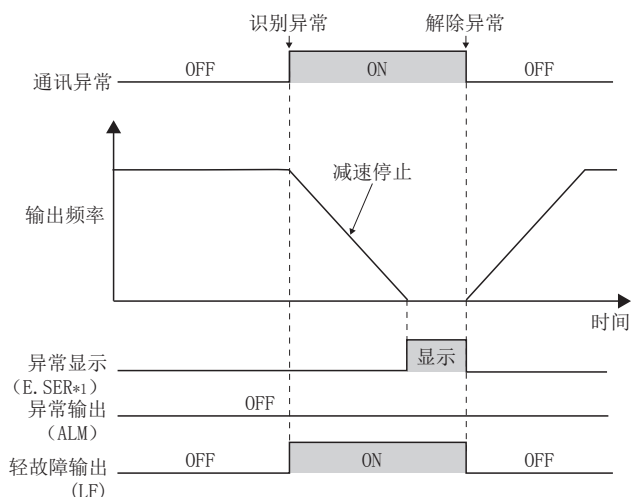 识别异常 解除异常
通讯异常 OFF ON OFF
减速停止
输出频率
时间
异常显示 显示
(E.SER*1)
异常输出 OFF
(ALM)
轻故障输出 OFF ON OFF
(LF)